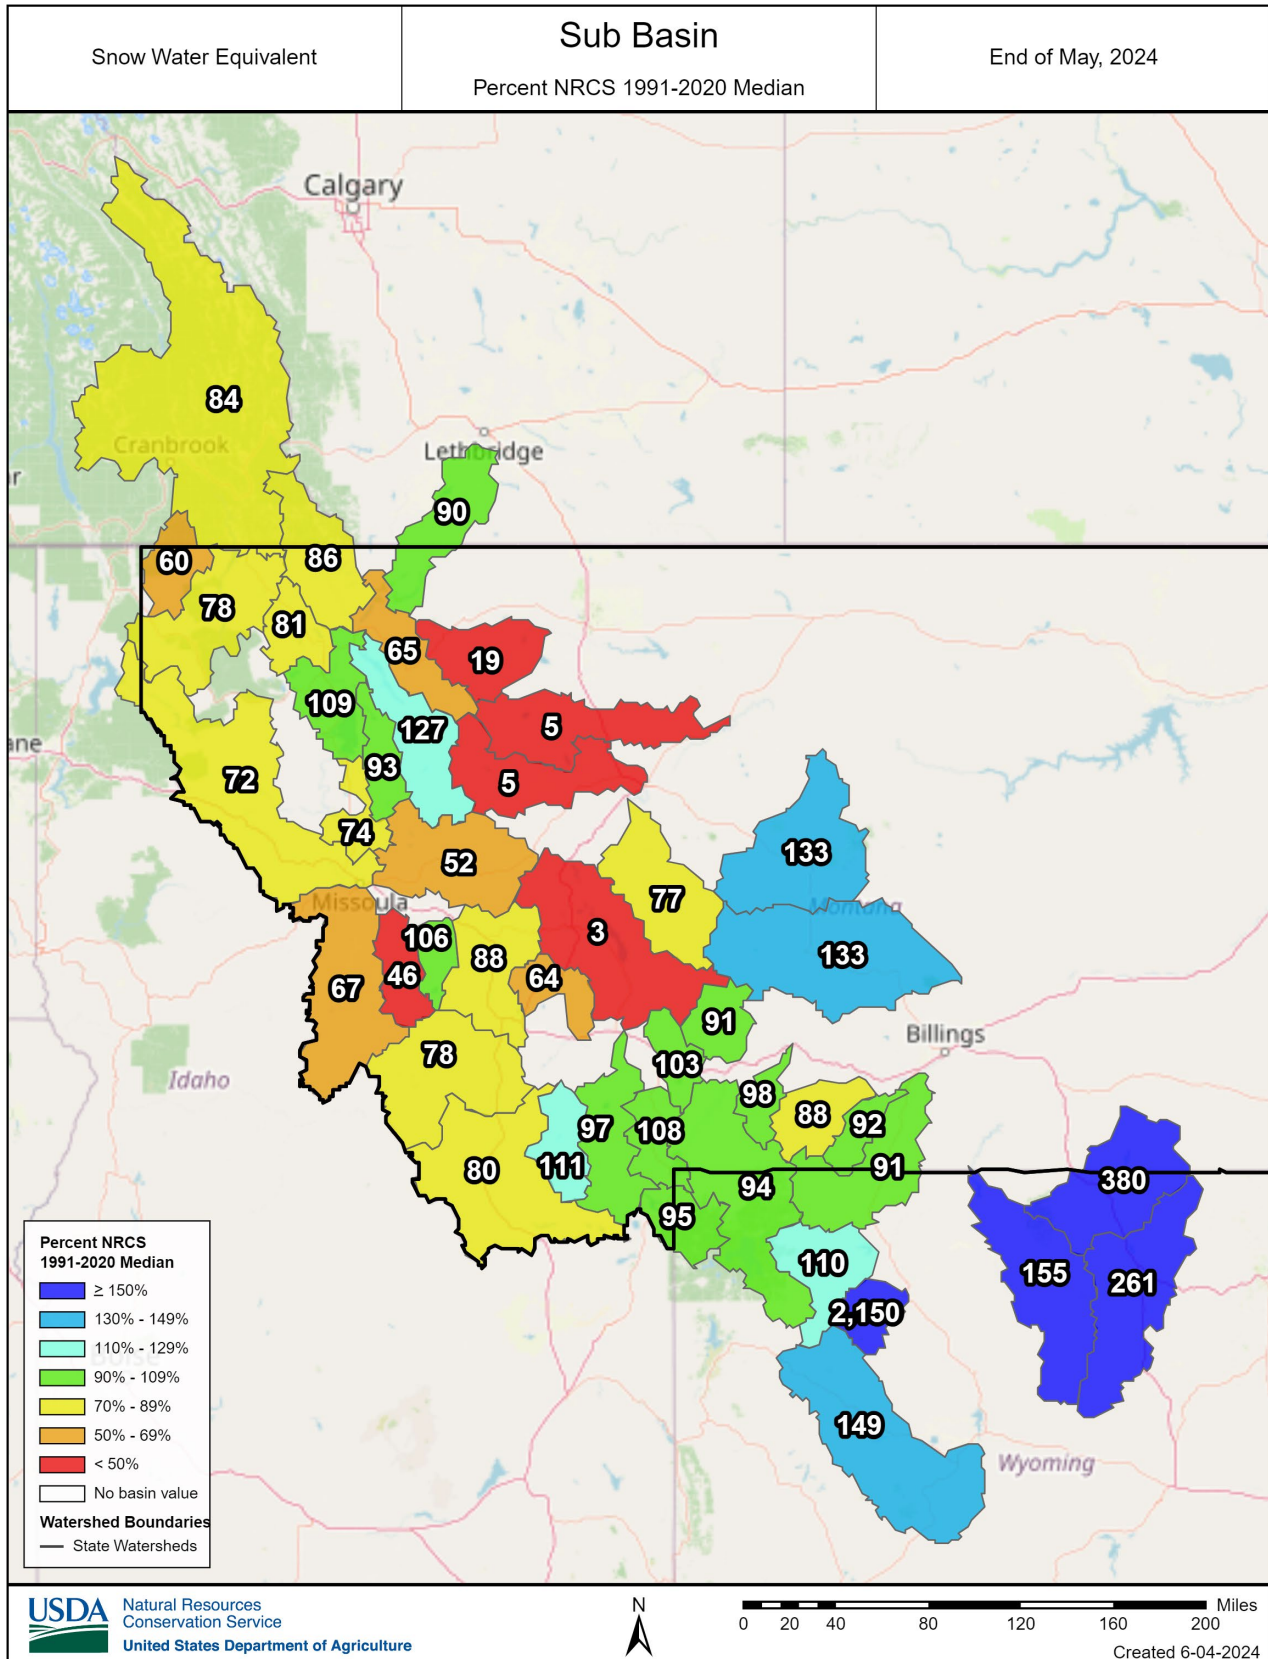 Snow Water Equivalent
Sub Basin
Percent NRCS 1991-2020 Median
End of May, 2024
Calgary
84
Cranbrook
Lethbridge
90
60
86
78
81
65
19
109
127
5
93
5
72
74
52
133
77
Missoula
Montana
106
3
88
133
46
64
67
91
Billings
78
103
Idaho
98
88
97
108
92
111
91
80
94
380
95
110
155
261
2,150
149
Wyoming
Percent NRCS
1991-2020 Median
≥ 150%
130% - 149%
110% - 129%
90% - 109%
70% - 89%
50% - 69%
< 50%
No basin value
Watershed Boundaries
State Watersheds
USDA
Natural Resources
Conservation Service
United States Department of Agriculture
N
Miles
0 20 40 80 120 160 200
Created 6-04-2024